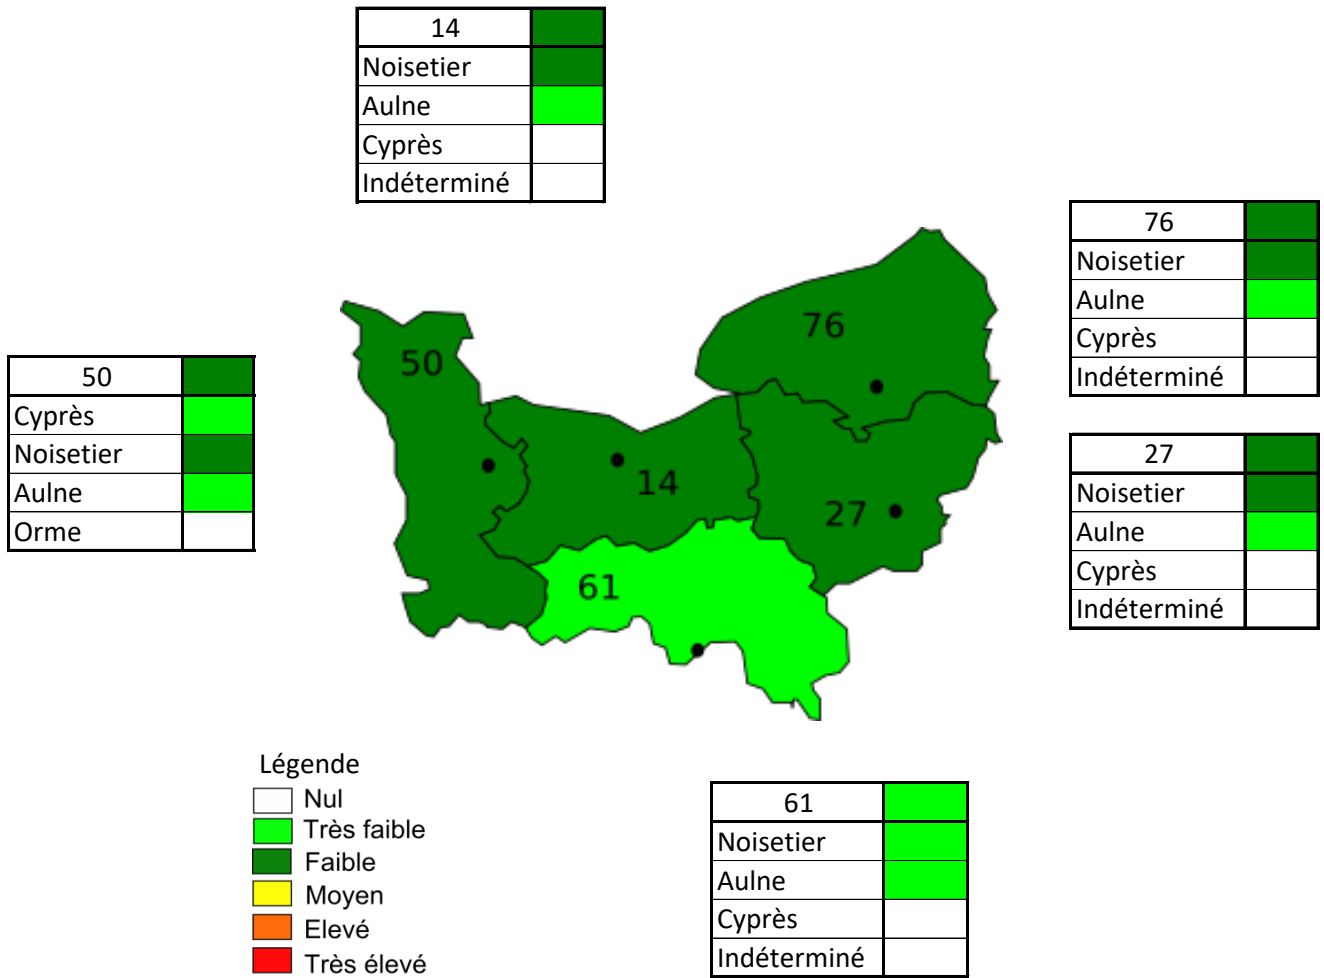 14
Noisetier
Aulne
Cyprès
Indéterminé
76
Noisetier
Aulne
Cyprès
Indéterminé
50
Cyprès
Noisetier
Aulne
Orme
27
Noisetier
Aulne
Cyprès
Indéterminé
76
50
14
27
61
Légende
Nul
Très faible
Faible
Moyen
Elevé
Très élevé
61
Noisetier
Aulne
Cyprès
Indéterminé